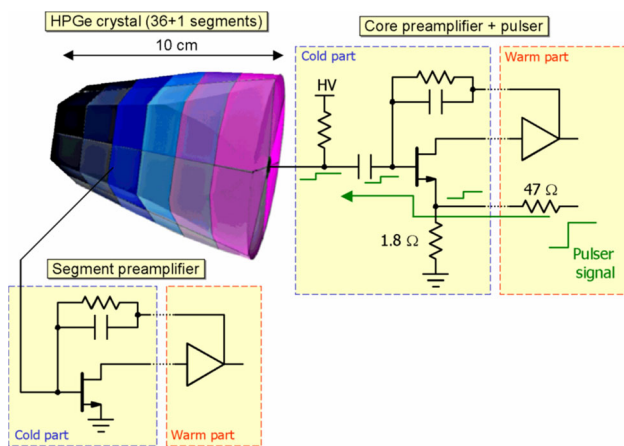 HPGe crystal (36+1 segments)
10 cm
Core preamplifier + pulser
Cold part
Warm part
HV
47 Ω
1.8 Ω
Pulser
signal
Segment preamplifier
Cold part
Warm part